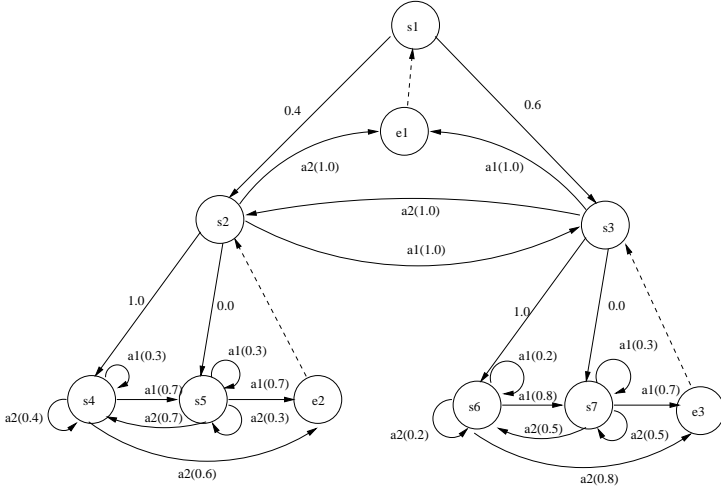 s1
0.4
0.6
e1
a2(1.0)
a1(1.0)
s2
a2(1.0)
s3
a1(1.0)
1.0
0.0
1.0
0.0
a1(0.3)
a1(0.3)
a1(0.2)
a1(0.3)
s4
a1(0.7)
s5
a1(0.7)
e2
s6
a1(0.8)
s7
a1(0.7)
e3
a2(0.4)
a2(0.7)
a2(0.3)
a2(0.2)
a2(0.5)
a2(0.5)
a2(0.6)
a2(0.8)